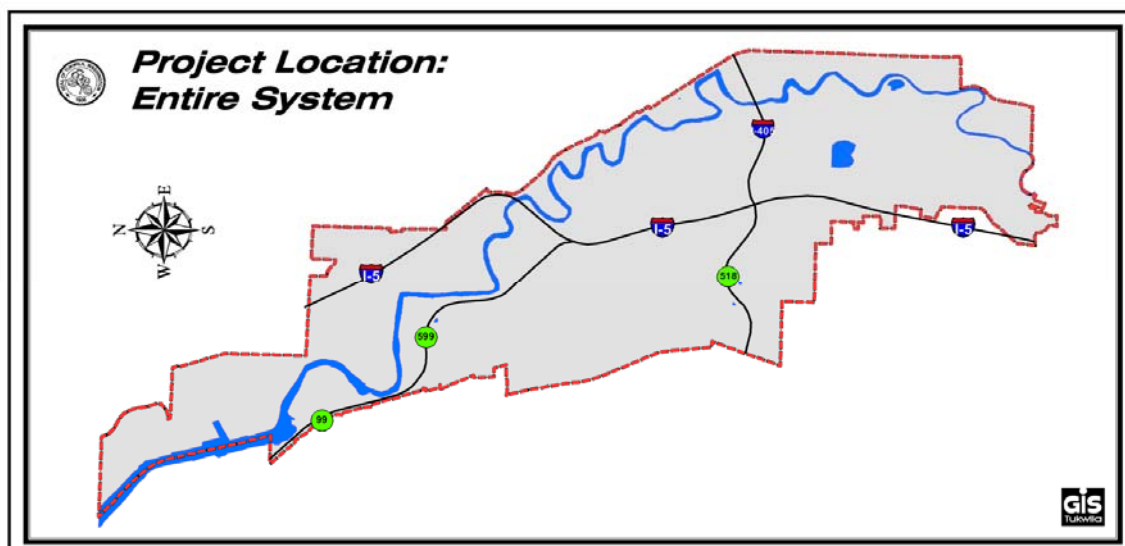 Project Location:
Entire System
E
N
S
W
I-405
I-5
I-5
I-5
518
599
99
GIS
Tukwila